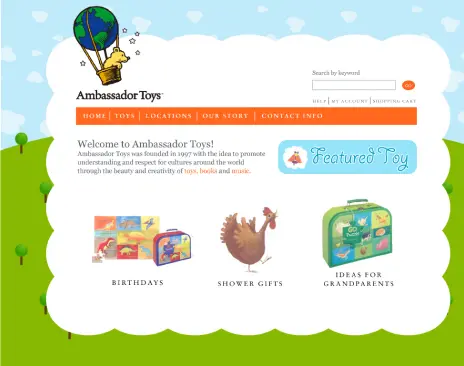 Ambassador Toys
Search by keyword
GO
HELP | MY ACCOUNT | SHOPPING CART
HOME | TOYS | LOCATIONS | OUR STORY | CONTACT INFO
Welcome to Ambassador Toys!
Ambassador Toys was founded in 1997 with the idea to promote
understanding and respect for cultures around the world
through the beauty and creativity of toys, books and music.
Featured Toy
BIRTHDAYS
SHOWER GIFTS
IDEAS FOR
GRANDPARENTS